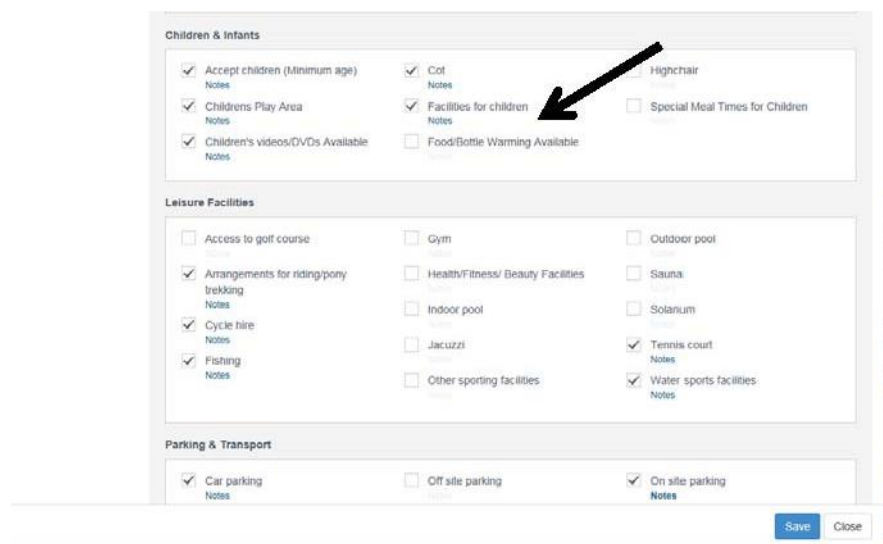 Children & Infants
Accept children (Minimum age)
Notes
Cot
Notes
Highchair
Childrens Play Area
Notes
Facilities for children
Notes
Special Meal Times for Children
Children's videos/DVDs Available
Notes
Food/Bottle Warming Available
Leisure Facilities
Access to golf course
Gym
Outdoor pool
Arrangements for riding/pony
trekking
Notes
Health/Fitness/ Beauty Facilities
Sauna
Indoor pool
Solarium
Cycle hire
Notes
Jacuzzi
Tennis court
Notes
Fishing
Notes
Other sporting facilities
Water sports facilities
Notes
Parking & Transport
Car parking
Notes
Off site parking
On site parking
Notes
Save
Close